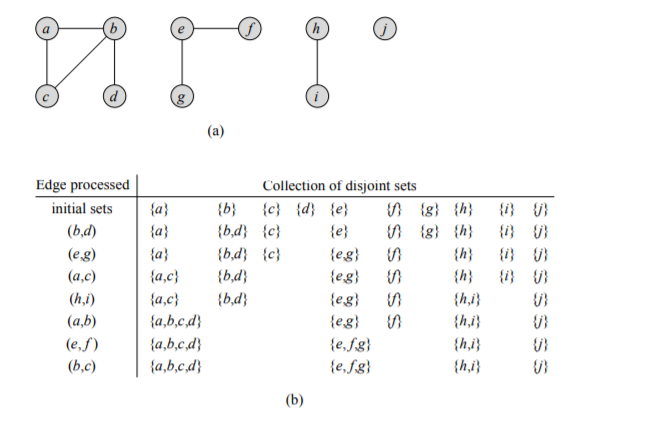 a b e f h j
c d g i
(a)
Edge processed Collection of disjoint sets
initial sets {a} {b} {c} {d} {e} {f} {g} {h} {i} {j}
(b,d) {a} {b,d} {c} {e} {f} {g} {h} {i} {j}
(e,g) {a} {b,d} {c} {e,g} {f} {h} {i} {j}
(a,c) {a,c} {b,d} {e,g} {f} {h} {i} {j}
(h,i) {a,c} {b,d} {e,g} {f} {h,i} {j}
(a,b) {a,b,c,d} {e,g} {f} {h,i} {j}
(e,f) {a,b,c,d} {e,f,g} {h,i} {j}
(b,c) {a,b,c,d} {e,f,g} {h,i} {j}
(b)